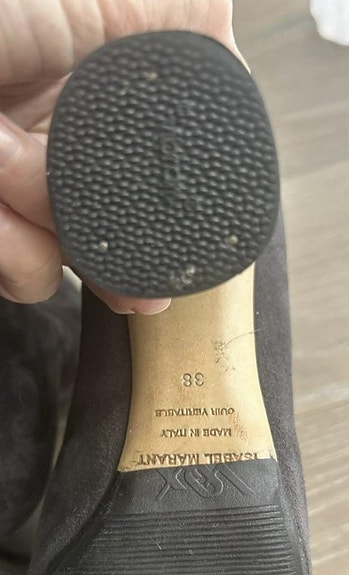 ISABEL MARANT
MADE IN ITALY
CUIR VERITABLE
38